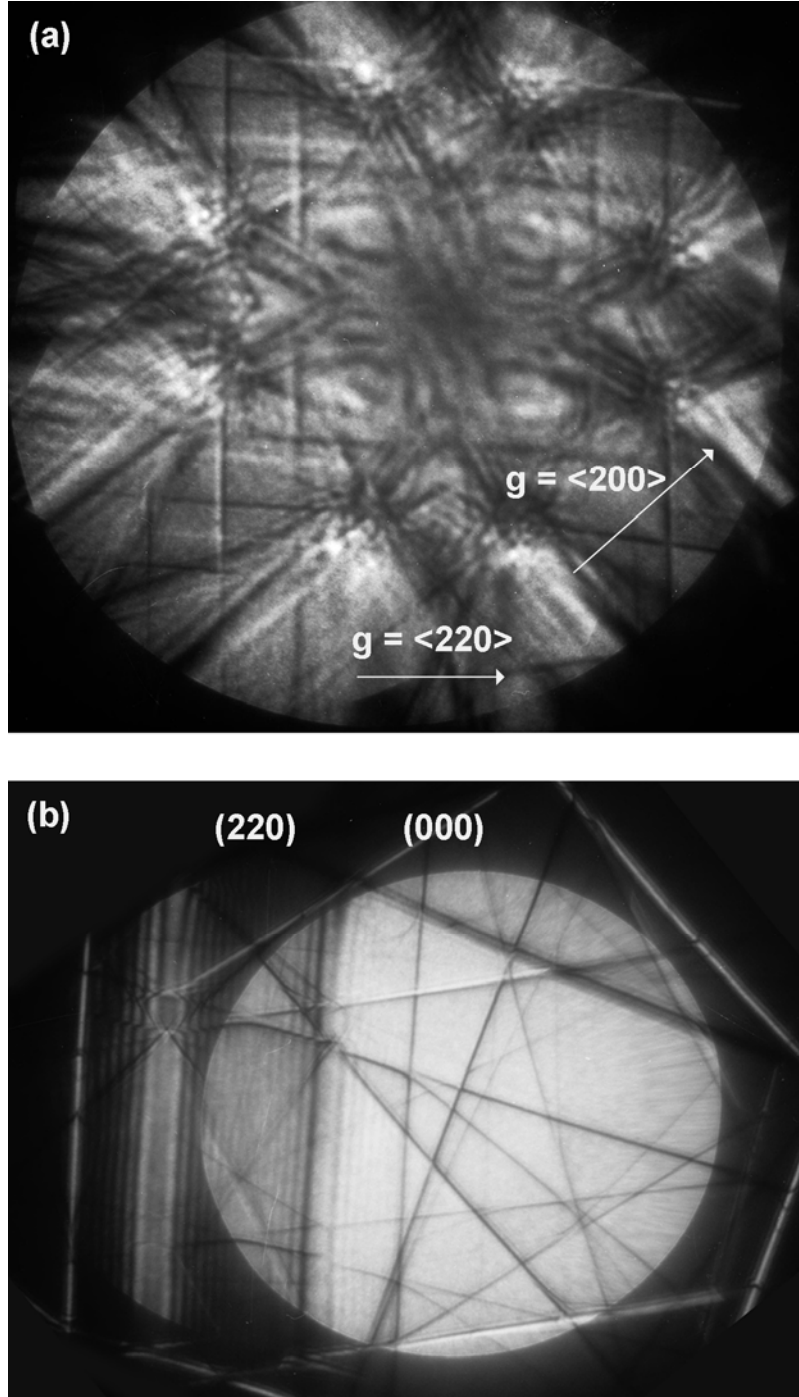 (a)
g = <200>
g = <220>
(b)
(220) (000)